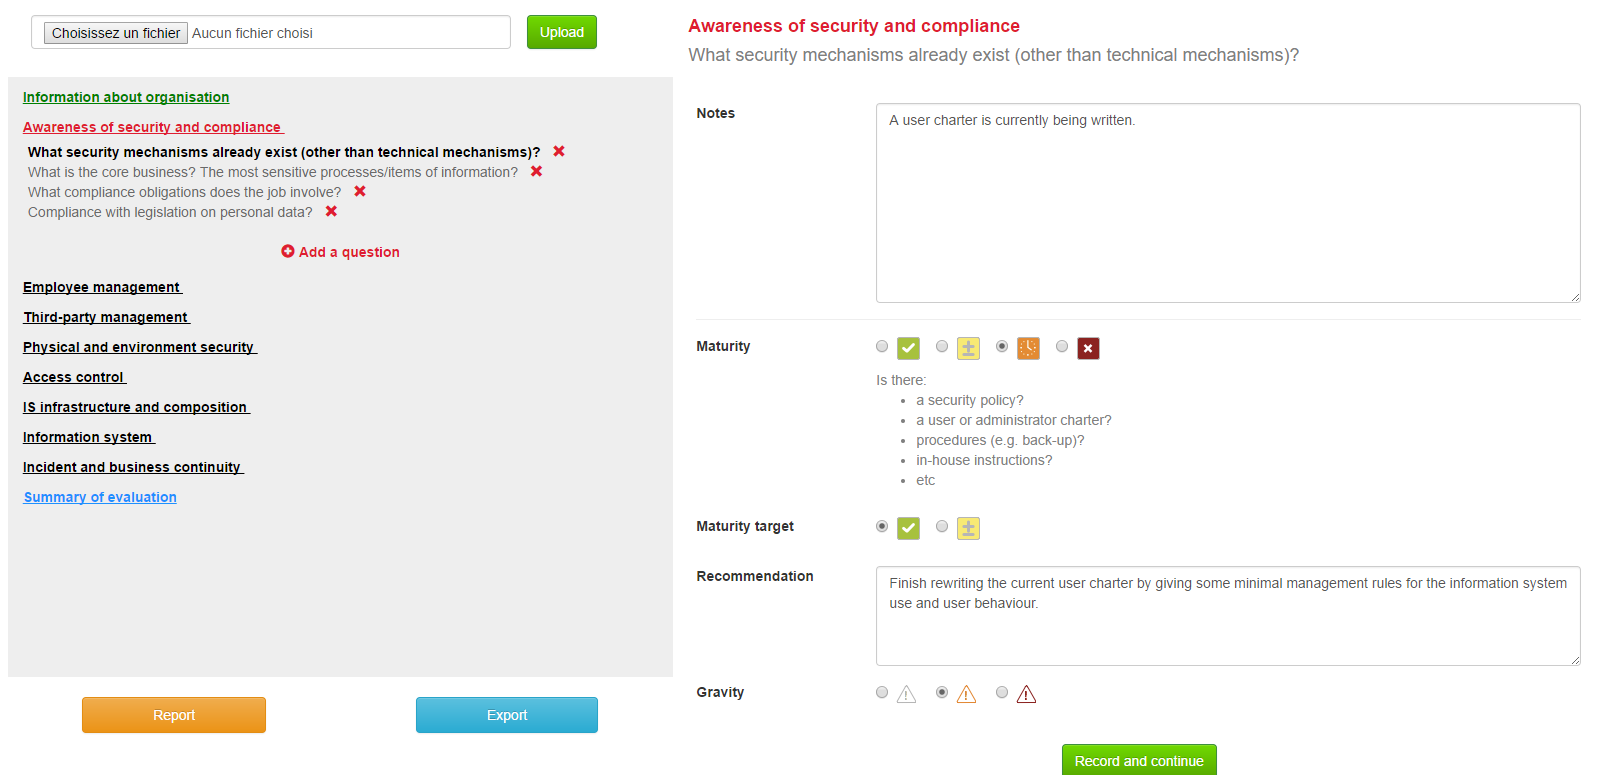 Choisissez un fichier Aucun fichier choisi
Upload
Information about organisation
Awareness of security and compliance
What security mechanisms already exist (other than technical mechanisms)?
What is the core business? The most sensitive processes/items of information?
What compliance obligations does the job involve?
Compliance with legislation on personal data?
Add a question
Employee management
Third-party management
Physical and environment security
Access control
IS infrastructure and composition
Information system
Incident and business continuity
Summary of evaluation
Report
Export
Awareness of security and compliance
What security mechanisms already exist (other than technical mechanisms)?
Notes
A user charter is currently being written.
Maturity
Is there:
a security policy?
a user or administrator charter?
procedures (e.g. back-up)?
in-house instructions?
etc
Maturity target
Recommendation
Finish rewriting the current user charter by giving some minimal management rules for the information system
use and user behaviour.
Gravity
Record and continue